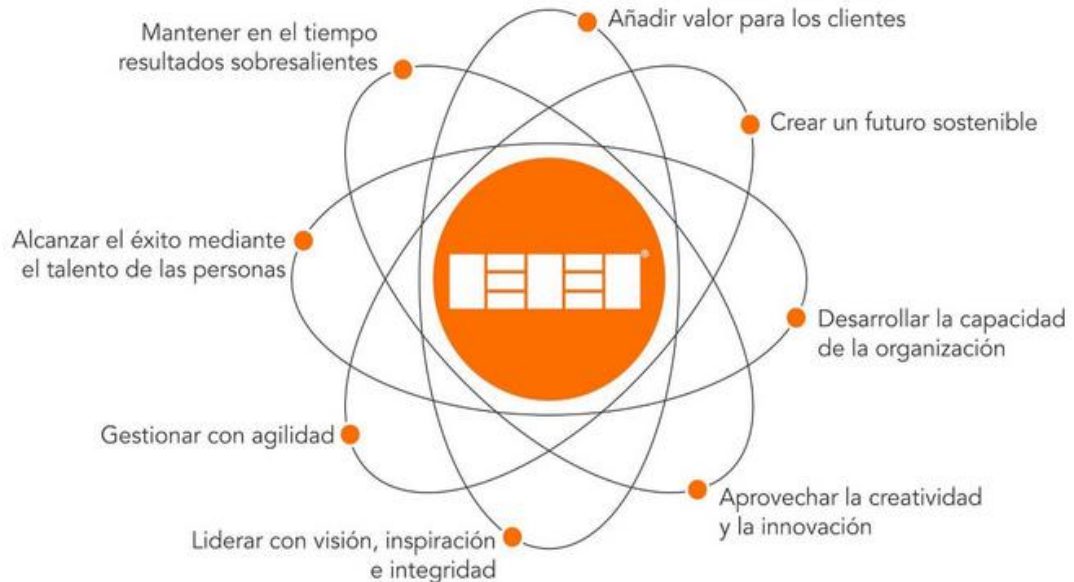 Añadir valor para los clientes
Crear un futuro sostenible
Desarrollar la capacidad
de la organización
Aprovechar la creatividad
y la innovación
Liderar con visión, inspiración
e integridad
Gestionar con agilidad
Alcanzar el éxito mediante
el talento de las personas
Mantener en el tiempo
resultados sobresalientes